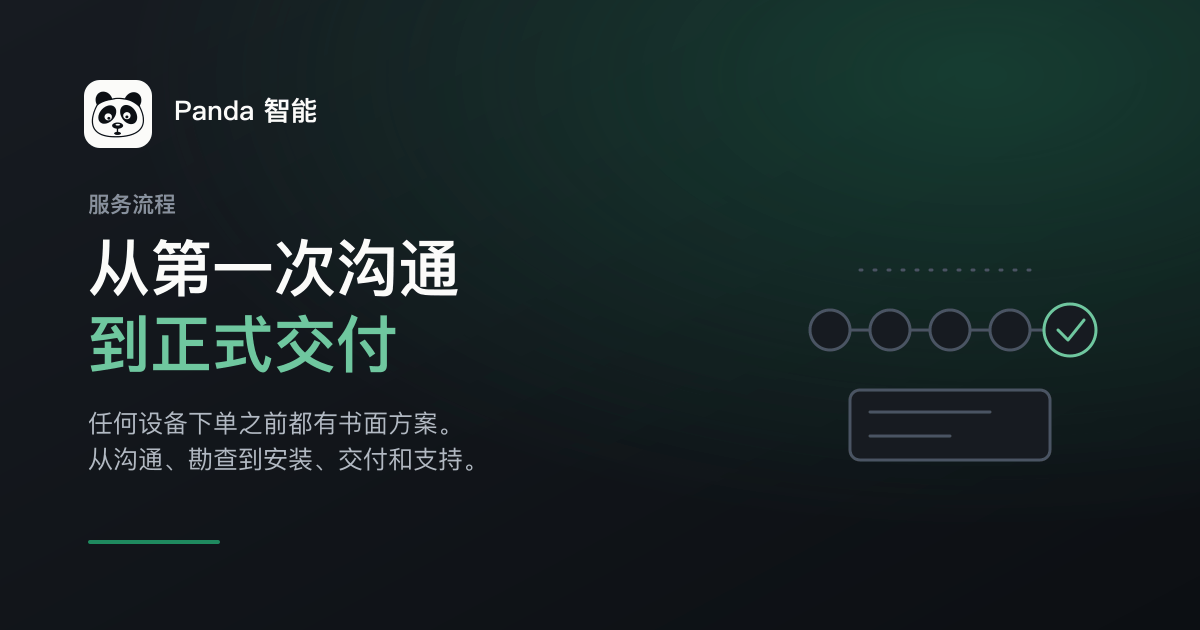 Panda 智能
服务流程
从第一次沟通
到正式交付
任何设备下单之前都有书面方案。
从沟通、勘查到安装、交付和支持。